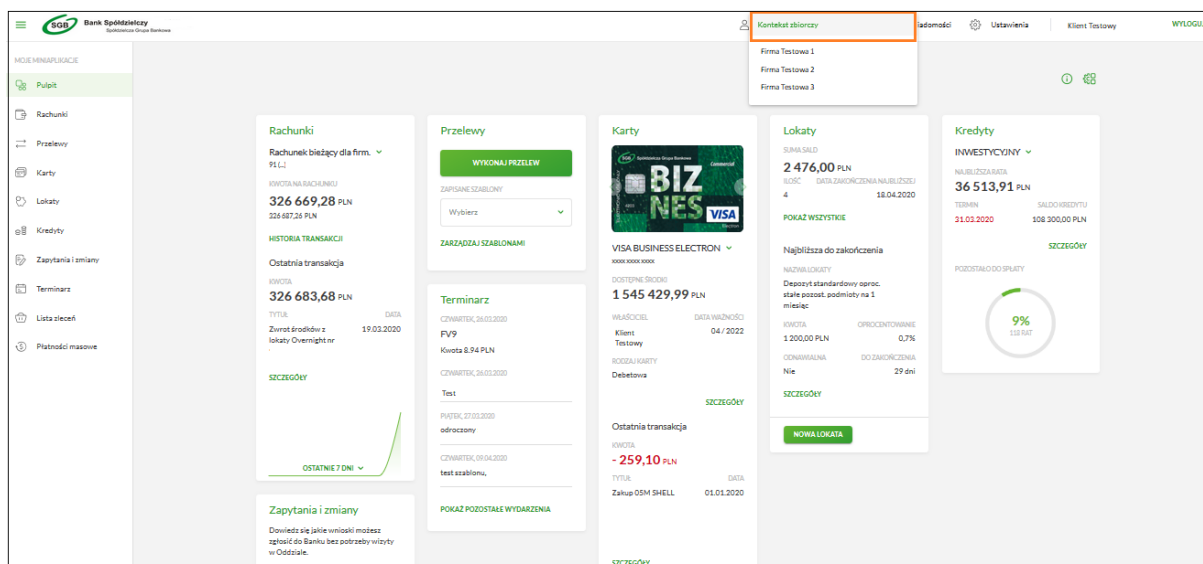 SGB
Bank Spółdzielczy
Spółdzielcza Grupa Bankowa
Kontekst zbiorczy
iadomości
Ustawienia
Klient Testowy
WYLOGUJ
Firma Testowa 1
Firma Testowa 2
Firma Testowa 3
MOJE MINIAPLIKACJE
Pulpit
Rachunki
Przelewy
Karty
Lokaty
Kredyty
Zapytania i zmiany
Terminarz
Lista zleceń
Płatności masowe
Rachunki
Rachunek bieżący dla firm.
91 (...)
KWOTA NA RACHUNKU
326 669,28 PLN
326 687,26 PLN
HISTORIA TRANSAKCJI
Ostatnia transakcja
KWOTA
326 683,68 PLN
TYTUŁ DATA
Zwrot środków z 19.03.2020
lokaty Overnight nr
SZCZEGÓŁY
OSTATNIE 7 DNI
Zapytania i zmiany
Dowiedz się jakie wnioski możesz
zgłosić do Banku bez potrzeby wizyty
w Oddziale.
Przelewy
WYKONAJ PRZELEW
ZAPISANE SZABLONY
Wybierz
ZARZĄDZAJ SZABLONAMI
Terminarz
CZWARTEK, 26.03.2020
FV9
Kwota 8.94 PLN
CZWARTEK, 26.03.2020
Test
PIĄTEK, 27.03.2020
odroczony
CZWARTEK, 09.04.2020
test szablonu,
POKAŻ POZOSTAŁE WYDARZENIA
Karty
SGB Spółdzielcza Grupa Bankowa
Commercial
BIZ
NES
VISA
Electron
VISA BUSINESS ELECTRON
xxxx xxxx xxxx
DOSTĘPNE ŚRODKI
1 545 429,99 PLN
WŁAŚCICIEL DATA WAŻNOŚCI
Klient 04 / 2022
Testowy
RODZAJ KARTY
Debetowa
SZCZEGÓŁY
Ostatnia transakcja
KWOTA
- 259,10 PLN
TYTUŁ DATA
Zakup 05M SHELL 01.01.2020
SZCZEGÓŁY
Lokaty
SUMA SALD
2 476,00 PLN
ILOŚĆ DATA ZAKOŃCZENIA NAJBLIŻSZEJ
4 18.04.2020
POKAŻ WSZYSTKIE
Najbliższa do zakończenia
NAZWA LOKATY
Depozyt standardowy oproc.
stałe pozost. podmioty na 1
miesiąc
KWOTA OPROCENTOWANIE
1 200,00 PLN 0,7%
ODNAWIALNA DO ZAKOŃCZENIA
Nie 29 dni
SZCZEGÓŁY
NOWA LOKATA
Kredyty
INWESTYCYJNY
NAJBLIŻSZA RATA
36 513,91 PLN
TERMIN SALDO KREDYTU
31.03.2020 108 300,00 PLN
SZCZEGÓŁY
POZOSTAŁO DO SPŁATY
9%